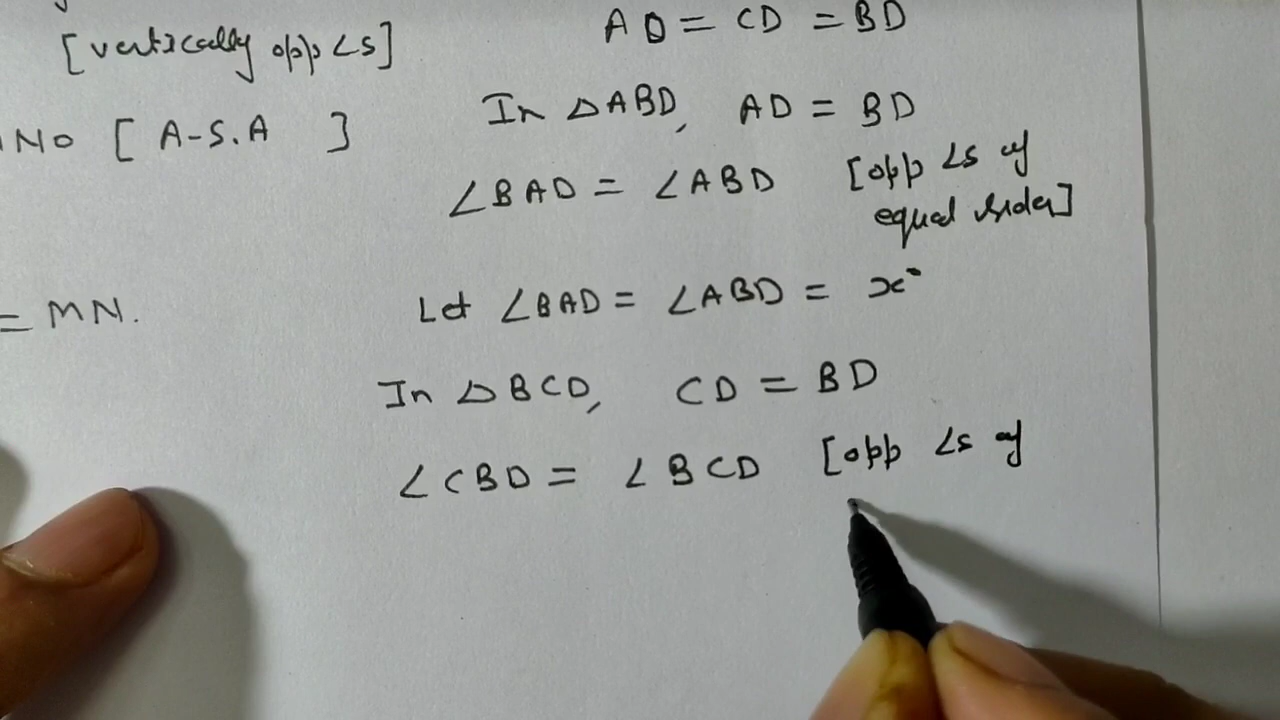 [vertically opp ∠s]
NO [ A-S.A ]
= MN.
AD = CD = BD
In △ABD, AD = BD
∠BAD = ∠ABD [opp ∠s of
equal sides]
Let ∠BAD = ∠ABD = x°
In △BCD, CD = BD
∠CBD = ∠BCD [opp ∠s of